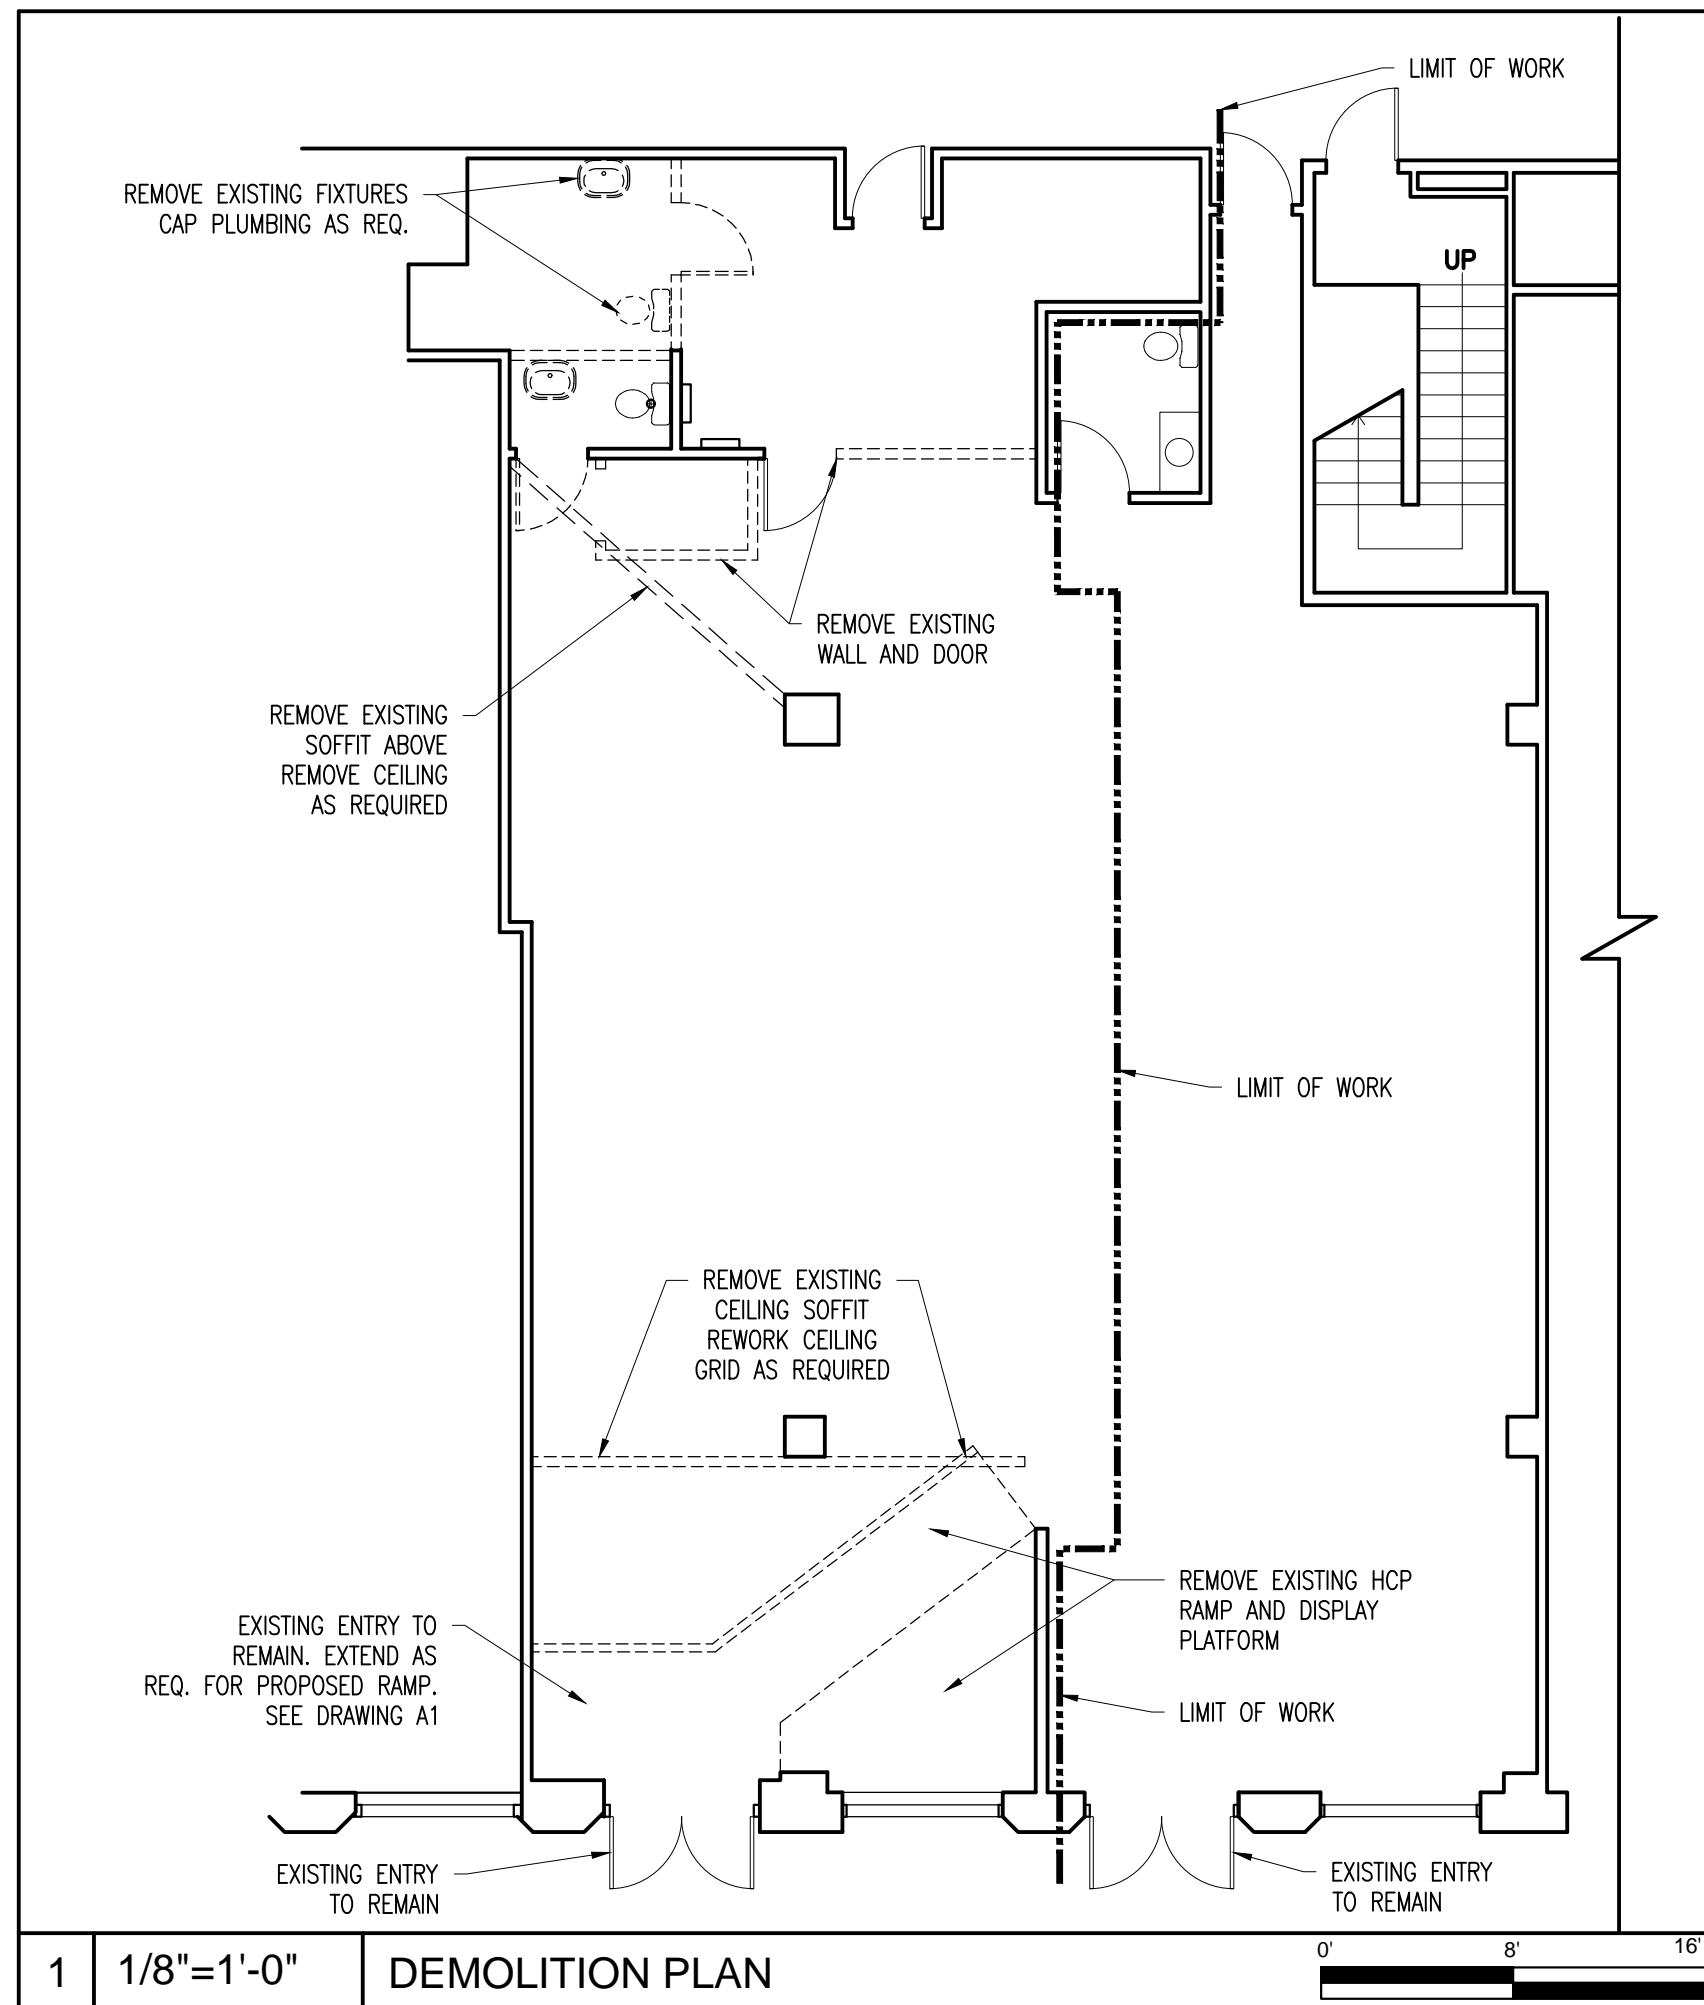 LIMIT OF WORK
REMOVE EXISTING FIXTURES
CAP PLUMBING AS REQ.
UP
REMOVE EXISTING
WALL AND DOOR
REMOVE EXISTING
SOFFIT ABOVE
REMOVE CEILING
AS REQUIRED
LIMIT OF WORK
REMOVE EXISTING
CEILING SOFFIT
REWORK CEILING
GRID AS REQUIRED
REMOVE EXISTING HCP
RAMP AND DISPLAY
PLATFORM
EXISTING ENTRY TO
REMAIN. EXTEND AS
REQ. FOR PROPOSED RAMP.
SEE DRAWING A1
LIMIT OF WORK
EXISTING ENTRY
TO REMAIN
EXISTING ENTRY
TO REMAIN
1
1/8"=1'-0"
DEMOLITION PLAN
0' 8' 16'